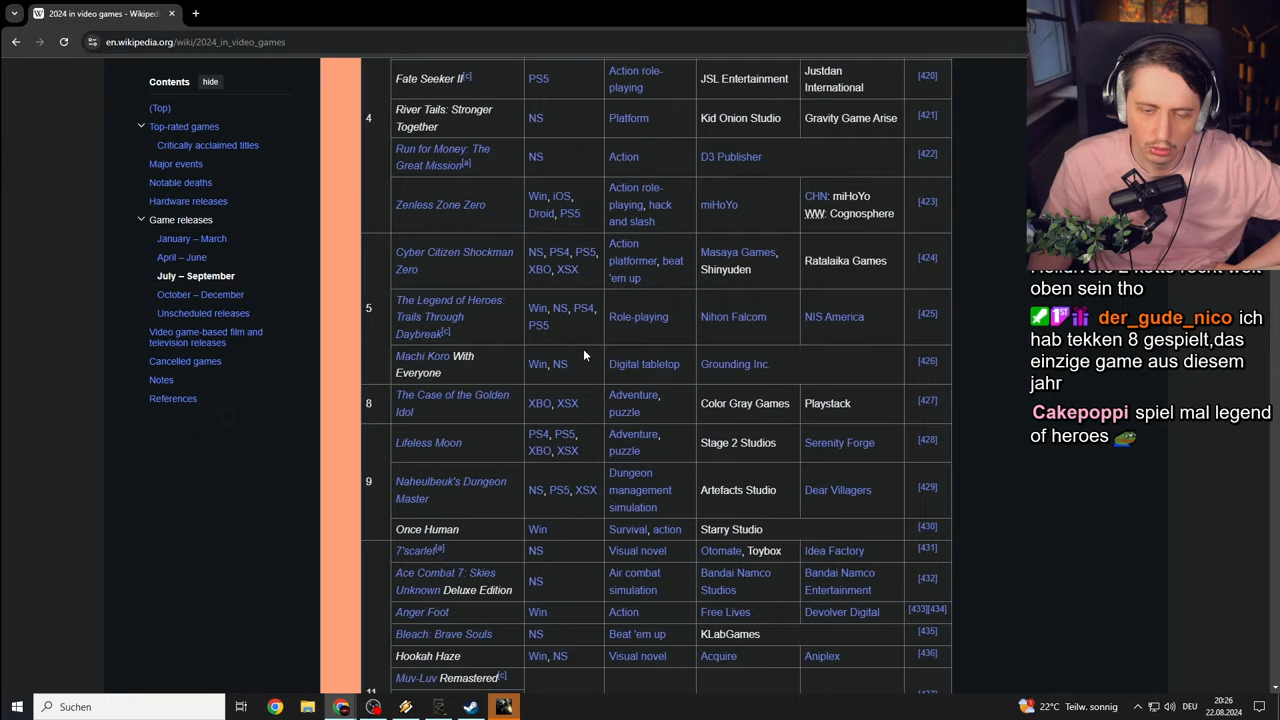 2024 in video games - Wikiped
en.wikipedia.org/wiki/2024_in_video_games
Contents hide
(Top)
Top-rated games
Critically acclaimed titles
Major events
Notable deaths
Hardware releases
Game releases
January – March
April – June
July – September
October – December
Unscheduled releases
Video game-based film and
television releases
Cancelled games
Notes
References
Fate Seeker II[c] PS5 Action role-
playing JSL Entertainment Justdan
International [420]
4 River Tails: Stronger
Together NS Platform Kid Onion Studio Gravity Game Arise [421]
Run for Money: The
Great Mission[a] NS Action D3 Publisher [422]
Zenless Zone Zero Win, iOS,
Droid, PS5 Action role-
playing, hack
and slash miHoYo CHN: miHoYo
WW: Cognosphere [423]
5 Cyber Citizen Shockman
Zero NS, PS4, PS5,
XBO, XSX Action
platformer, beat
'em up Masaya Games,
Shinyuden Ratalaika Games [424]
The Legend of Heroes:
Trails Through
Daybreak[c] Win, NS, PS4,
PS5 Role-playing Nihon Falcom NIS America [425]
Machi Koro With
Everyone Win, NS Digital tabletop Grounding Inc. [426]
8 The Case of the Golden
Idol XBO, XSX Adventure,
puzzle Color Gray Games Playstack [427]
9 Lifeless Moon PS4, PS5,
XBO, XSX Adventure,
puzzle Stage 2 Studios Serenity Forge [428]
Naheulbeuk's Dungeon
Master NS, PS5, XSX Dungeon
management
simulation Artefacts Studio Dear Villagers [429]
Once Human Win Survival, action Starry Studio [430]
7'scarlet[a] NS Visual novel Otomate, Toybox Idea Factory [431]
Ace Combat 7: Skies
Unknown Deluxe Edition NS Air combat
simulation Bandai Namco
Studios Bandai Namco
Entertainment [432]
Anger Foot Win Action Free Lives Devolver Digital [433][434]
Bleach: Brave Souls NS Beat 'em up KLabGames [435]
Hookah Haze Win, NS Visual novel Acquire Aniplex [436]
11 Muv-Luv Remastered[c]
oben sein tho
der_gude_nico ich
hab tekken 8 gespielt,das
einzige game aus diesem
jahr
Cakepoppi spiel mal legend
of heroes
Suchen
22°C Teilw. sonnig
DEU
20:26
22.08.2024